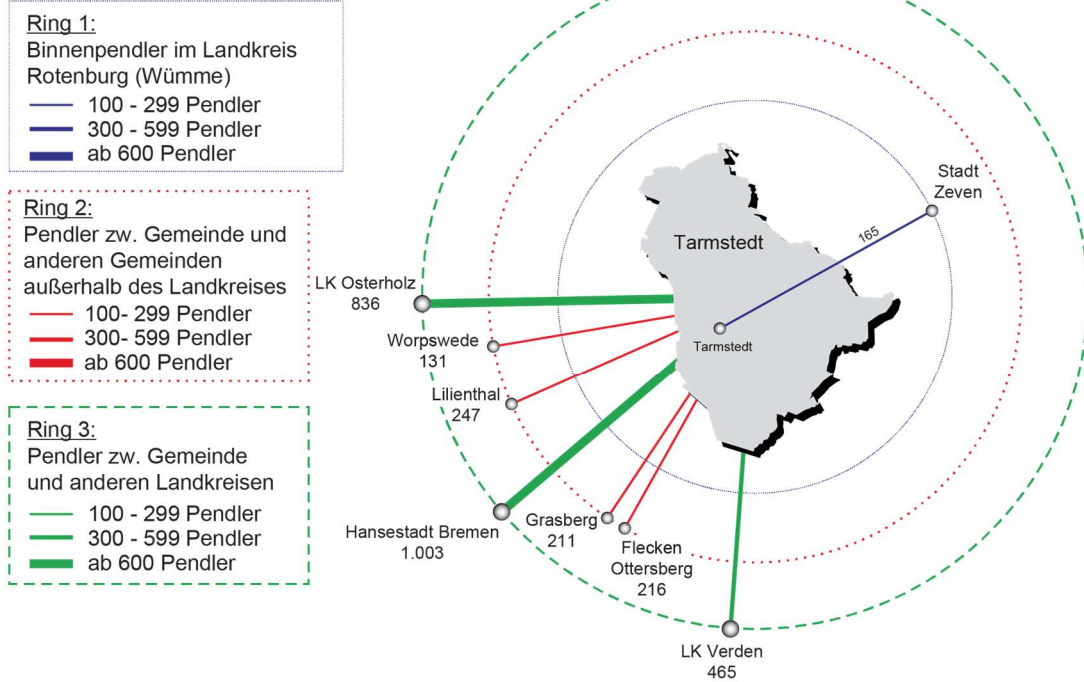 Ring 1:
Binnenpendler im Landkreis
Rotenburg (Wümme)
100 - 299 Pendler
300 - 599 Pendler
ab 600 Pendler
Ring 2:
Pendler zw. Gemeinde und
anderen Gemeinden
außerhalb des Landkreises
100- 299 Pendler
300- 599 Pendler
ab 600 Pendler
Ring 3:
Pendler zw. Gemeinde
und anderen Landkreisen
100 - 299 Pendler
300 - 599 Pendler
ab 600 Pendler
Stadt
Zeven
165
Tarmstedt
Tarmstedt
LK Osterholz
836
Worpswede
131
Lilienthal
247
Hansestadt Bremen
1.003
Grasberg
211
Flecken
Ottersberg
216
LK Verden
465